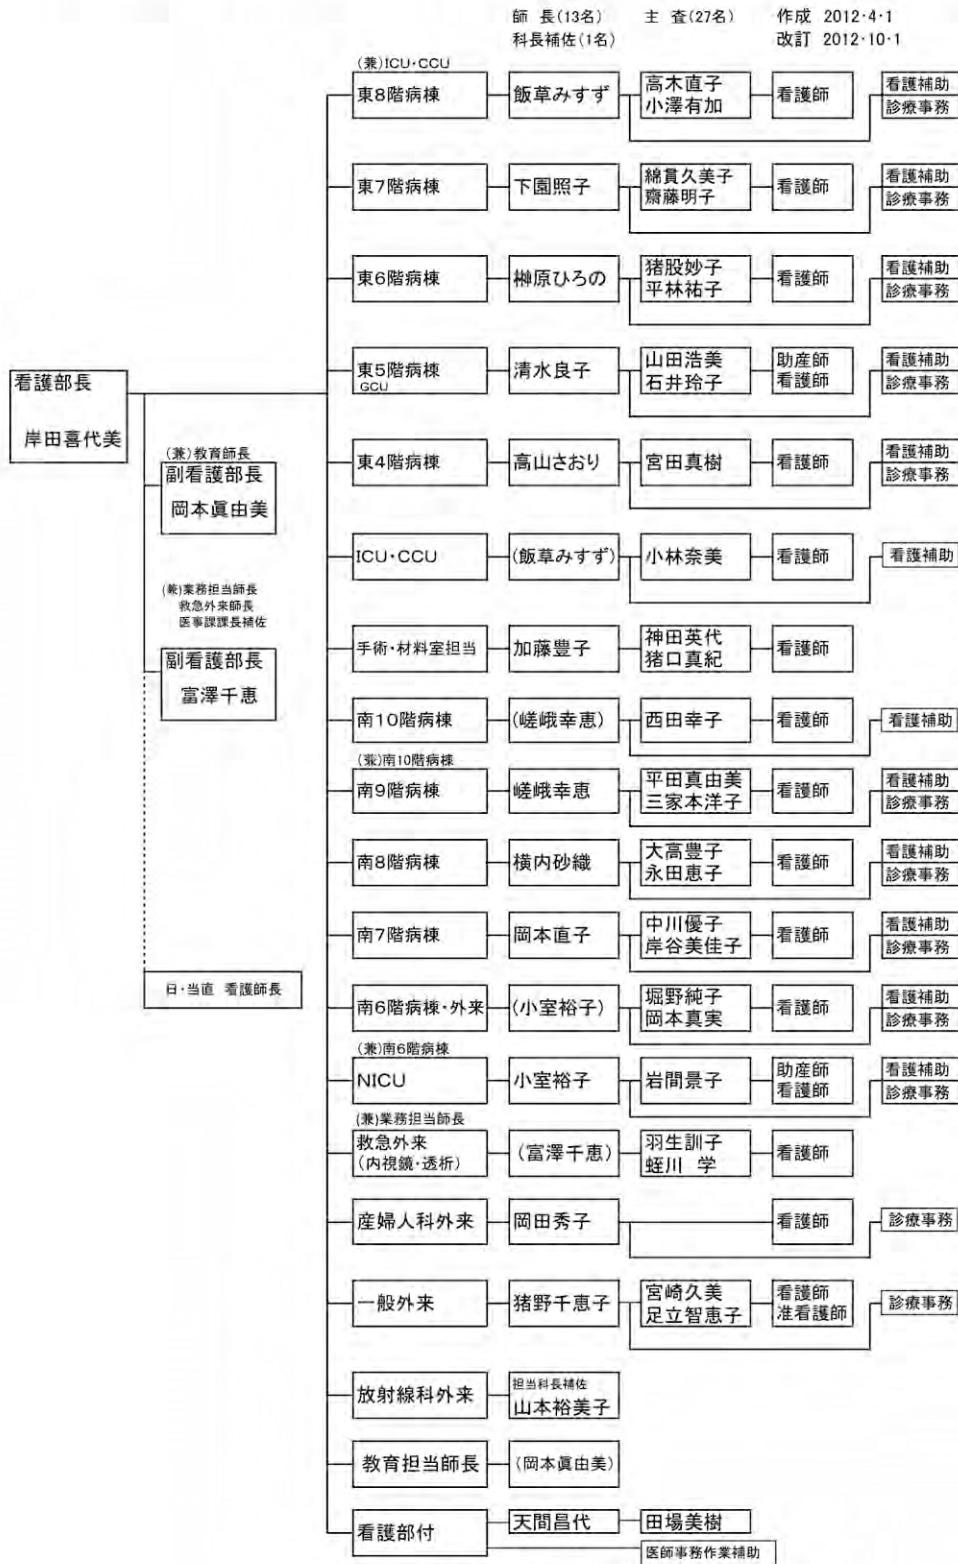 師 長(13名) 主 査(27名) 作成 2012・4・1
科長補佐(1名) 改訂 2012・10・1
看護部長
岸田喜代美
(兼)教育師長
副看護部長
岡本眞由美
(兼)業務担当師長
救急外来師長
医事課課長補佐
副看護部長
富澤千恵
日・当直 看護師長
(兼)ICU・CCU
東8階病棟 飯草みすず 高木直子 看護師 看護補助
小澤有加 診療事務
東7階病棟 下園照子 綿貫久美子 看護師 看護補助
齋藤明子 診療事務
東6階病棟 榊原ひろの 猪股妙子 看護師 看護補助
平林祐子 診療事務
東5階病棟 清水良子 山田浩美 助産師 看護補助
GCU 石井玲子 看護師 診療事務
東4階病棟 高山さおり 宮田真樹 看護師 看護補助
診療事務
ICU・CCU (飯草みすず) 小林奈美 看護師 看護補助
手術・材料室担当 加藤豊子 神田英代 看護師
猪口真紀
南10階病棟 (嵯峨幸恵) 西田幸子 看護師 看護補助
(兼)南10階病棟
南9階病棟 嵯峨幸恵 平田真由美 看護師 看護補助
三家本洋子 診療事務
南8階病棟 横内砂織 大高豊子 看護師 看護補助
永田恵子 診療事務
南7階病棟 岡本直子 中川優子 看護師 看護補助
岸谷美佳子 診療事務
南6階病棟・外来 (小室裕子) 堀野純子 看護師 看護補助
岡本真実 診療事務
(兼)南6階病棟
NICU 小室裕子 岩間景子 助産師 看護補助
看護師 診療事務
(兼)業務担当師長
救急外来 (富澤千恵) 羽生訓子 看護師
(内視鏡・透析) 蛭川 学
産婦人科外来 岡田秀子 看護師 診療事務
一般外来 猪野千恵子 宮崎久美 看護師 診療事務
足立智恵子 准看護師
放射線科外来 担当科長補佐
山本裕美子
教育担当師長 (岡本眞由美)
看護部付 天間昌代 田場美樹
医師事務作業補助